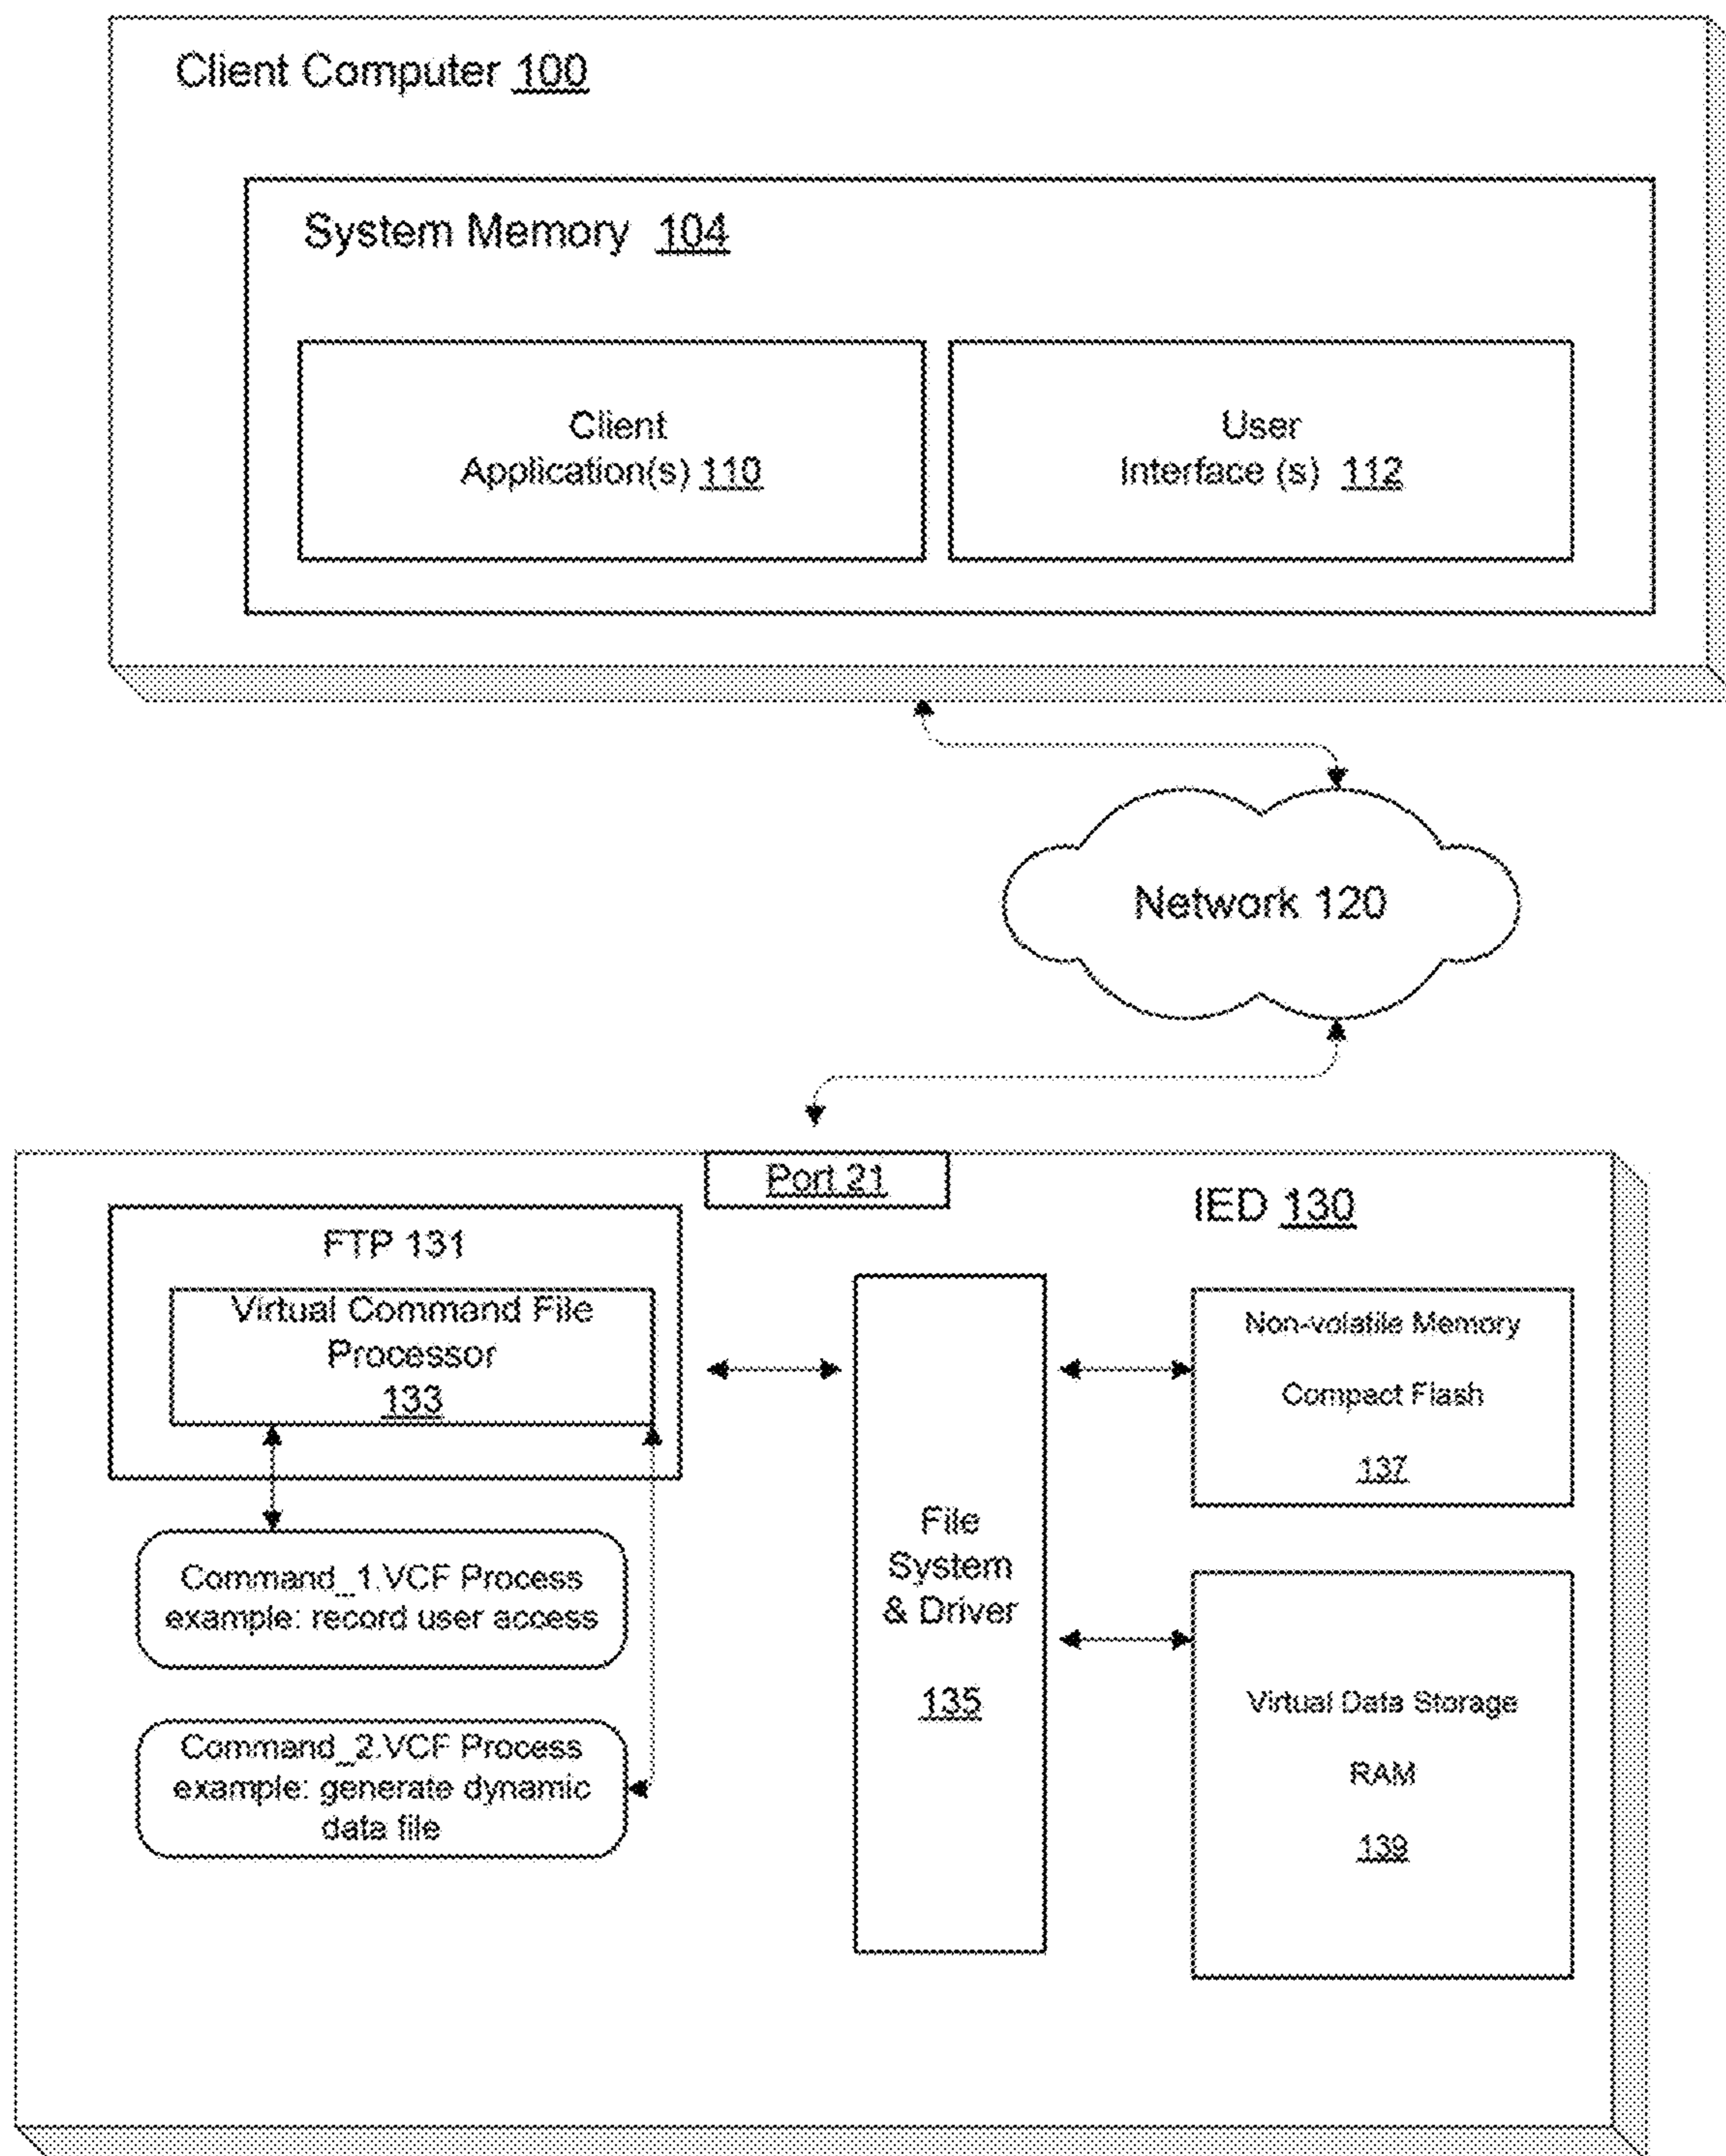 Client Computer 100
System Memory 104
Client
Application(s) 110
User
Interface (s) 112
Network 120
Port 21
IED 130
FTP 131
Virtual Command File
Processor
133
Command_1.VCF Process
example: record user access
Command_2.VCF Process
example: generate dynamic
data file
File
System
& Driver
135
Non-volatile Memory
Compact Flash
137
Virtual Data Storage
RAM
139